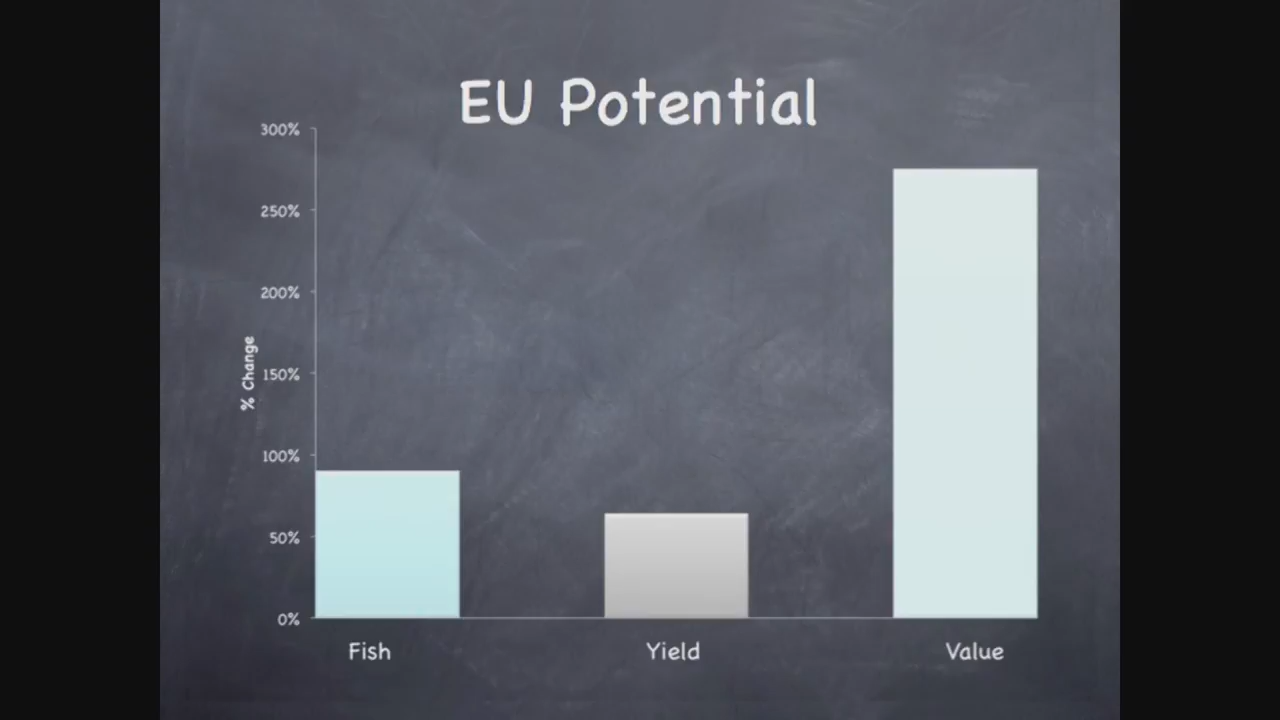 EU Potential
300%
250%
200%
150%
100%
50%
0%
% Change
Fish
Yield
Value